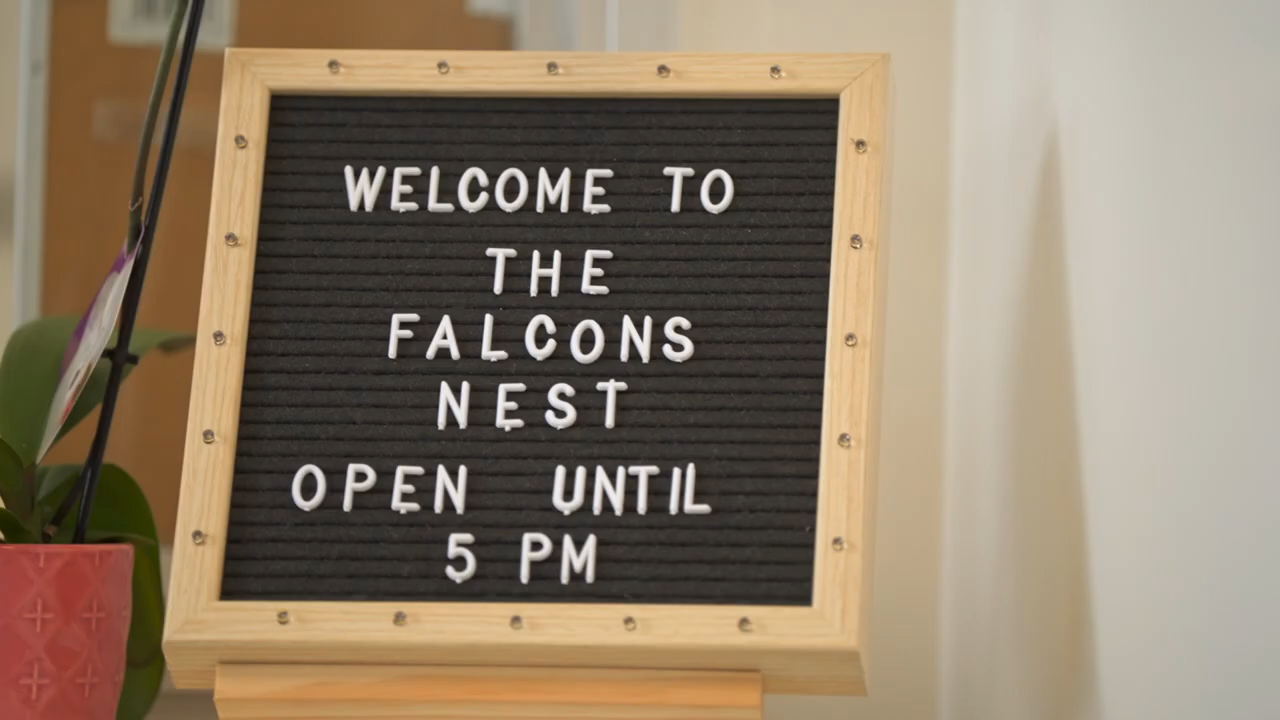 WELCOME TO
THE
FALCONS
NEST
OPEN UNTIL
5 PM